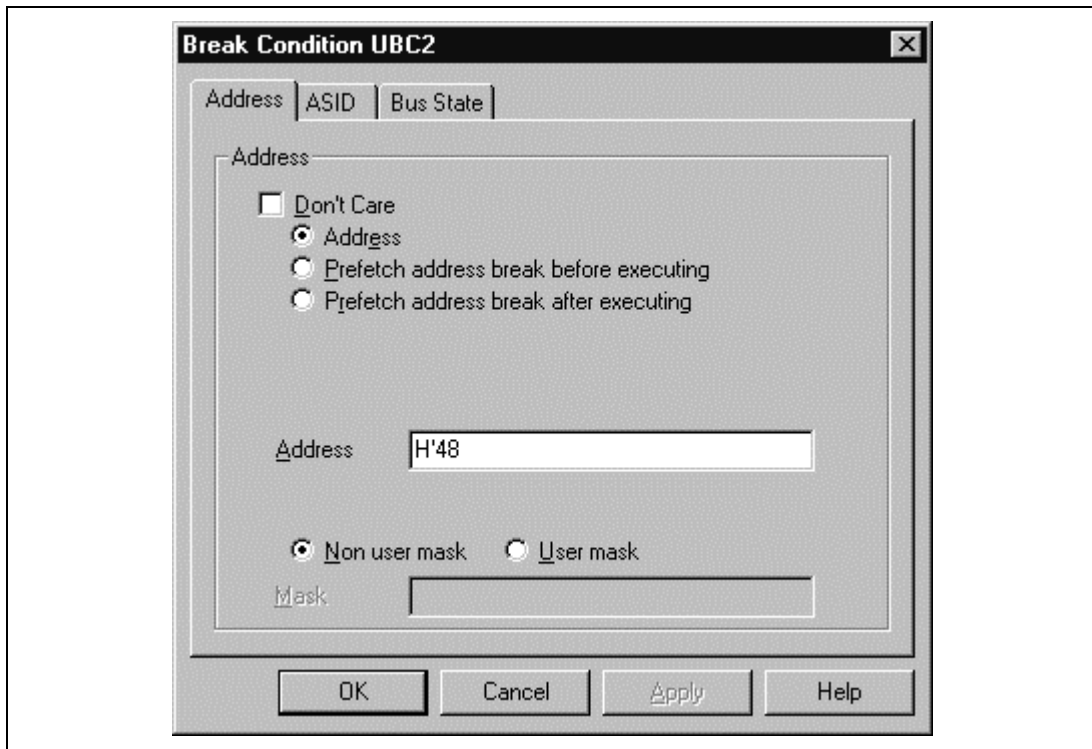 Break Condition UBC2
Address ASID Bus State
Address
Don't Care
Address
Prefetch address break before executing
Prefetch address break after executing
Address H'48
Non user mask User mask
Mask
OK Cancel Apply Help